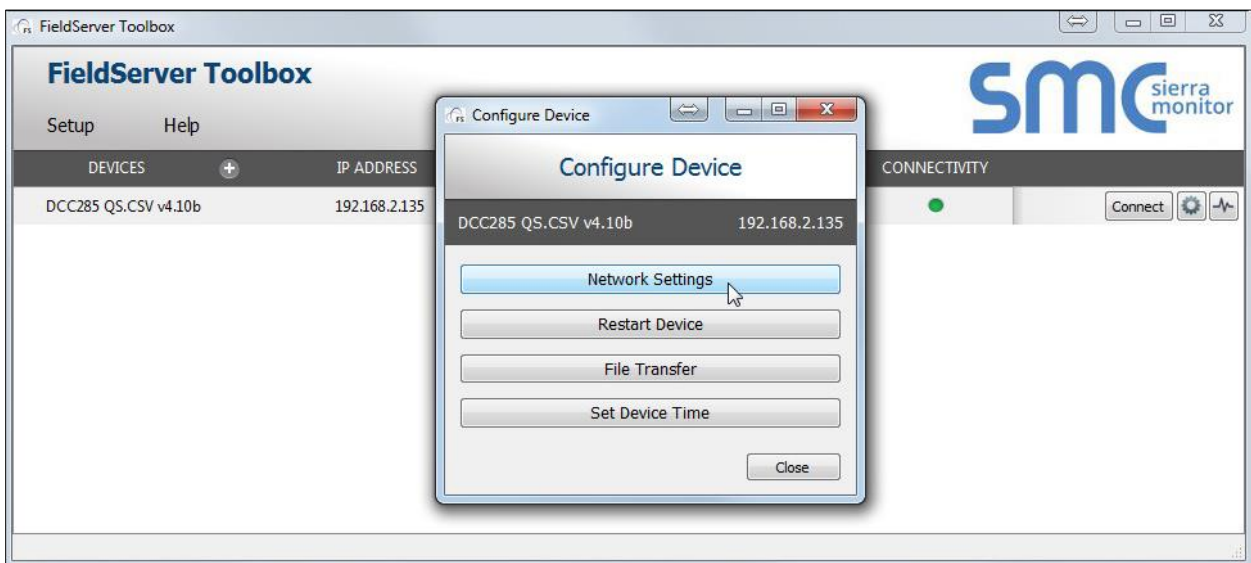 FieldServer Toolbox
FieldServer Toolbox
SMC sierra monitor
Setup Help
DEVICES IP ADDRESS CONNECTIVITY
DCC285 QS.CSV v4.10b 192.168.2.135 Connect
Configure Device
Configure Device
DCC285 QS.CSV v4.10b 192.168.2.135
Network Settings
Restart Device
File Transfer
Set Device Time
Close